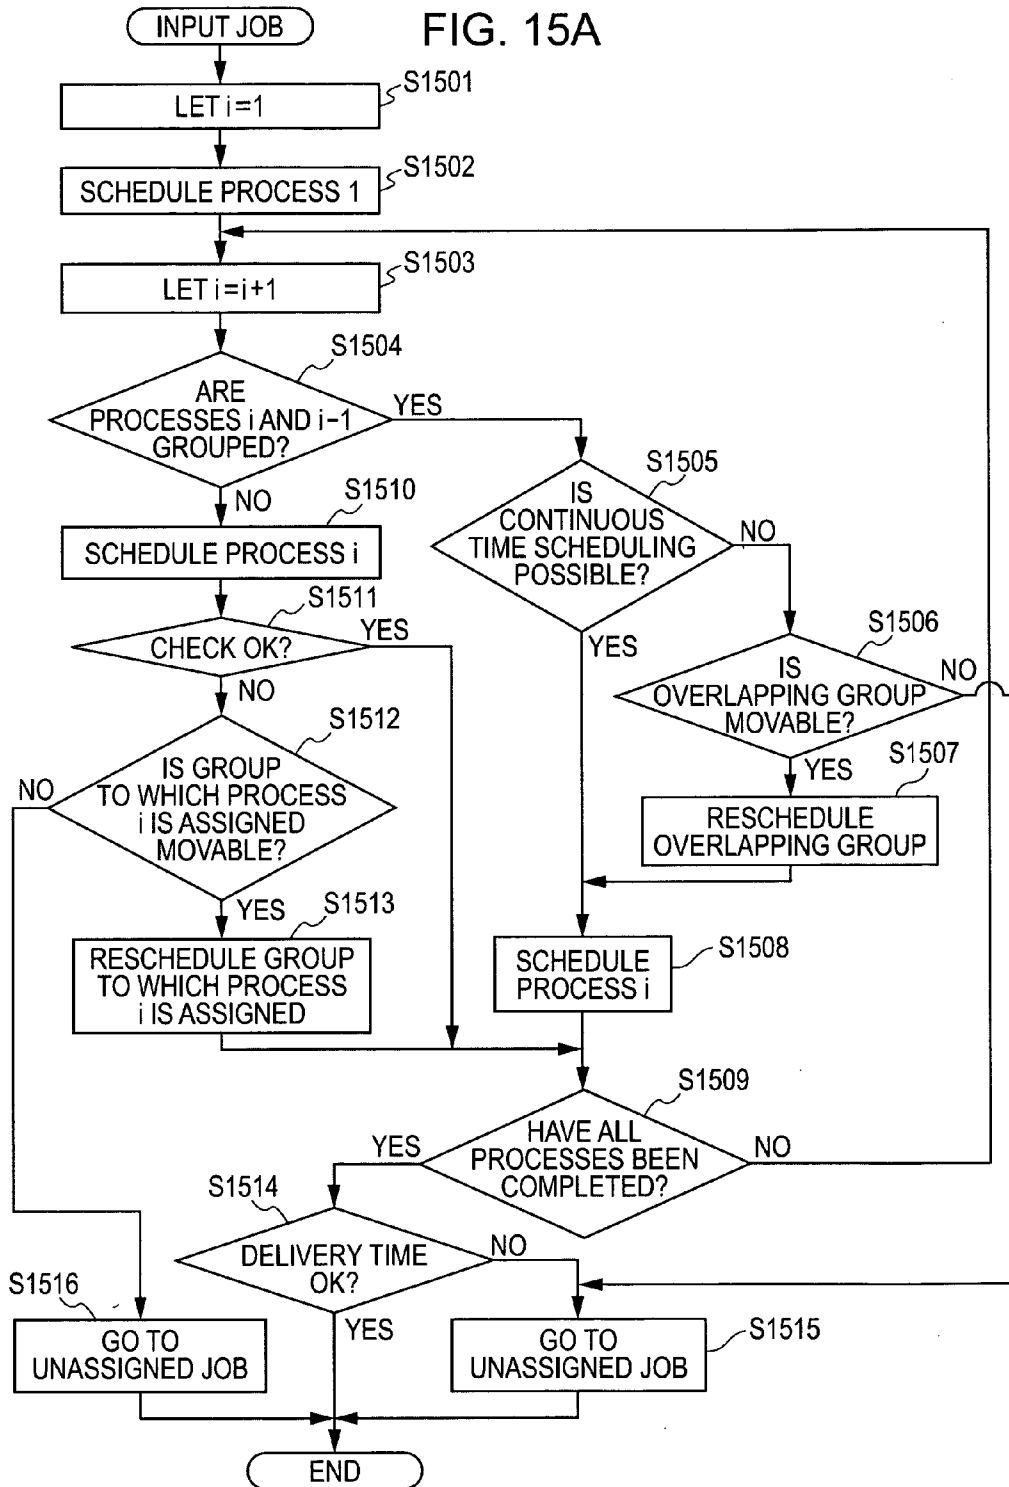 INPUT JOB
FIG. 15A
S1501
LET i=1
S1502
SCHEDULE PROCESS 1
S1503
LET i=i+1
S1504
ARE
PROCESSES i AND i-1
GROUPED?
YES
NO
S1505
IS
CONTINUOUS
TIME SCHEDULING
POSSIBLE?
NO
YES
S1510
SCHEDULE PROCESS i
S1511
CHECK OK?
YES
NO
S1506
IS
OVERLAPPING GROUP
MOVABLE?
NO
YES
S1507
RESCHEDULE
OVERLAPPING GROUP
S1512
IS GROUP
TO WHICH PROCESS
i IS ASSIGNED
MOVABLE?
NO
YES
S1513
RESCHEDULE GROUP
TO WHICH PROCESS
i IS ASSIGNED
S1508
SCHEDULE
PROCESS i
S1509
HAVE ALL
PROCESSES BEEN
COMPLETED?
YES
NO
S1514
DELIVERY TIME
OK?
NO
YES
S1516
GO TO
UNASSIGNED JOB
S1515
GO TO
UNASSIGNED JOB
END